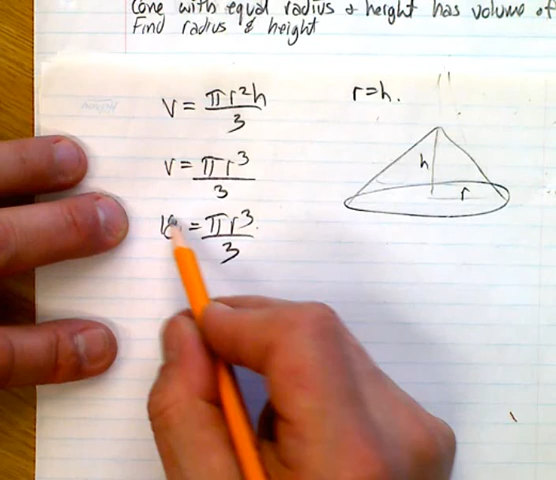 Cone with equal radius & height has volume of
Find radius & height
V = πr²h/3
r=h.
V = πr³/3
h
r
= πr³/3